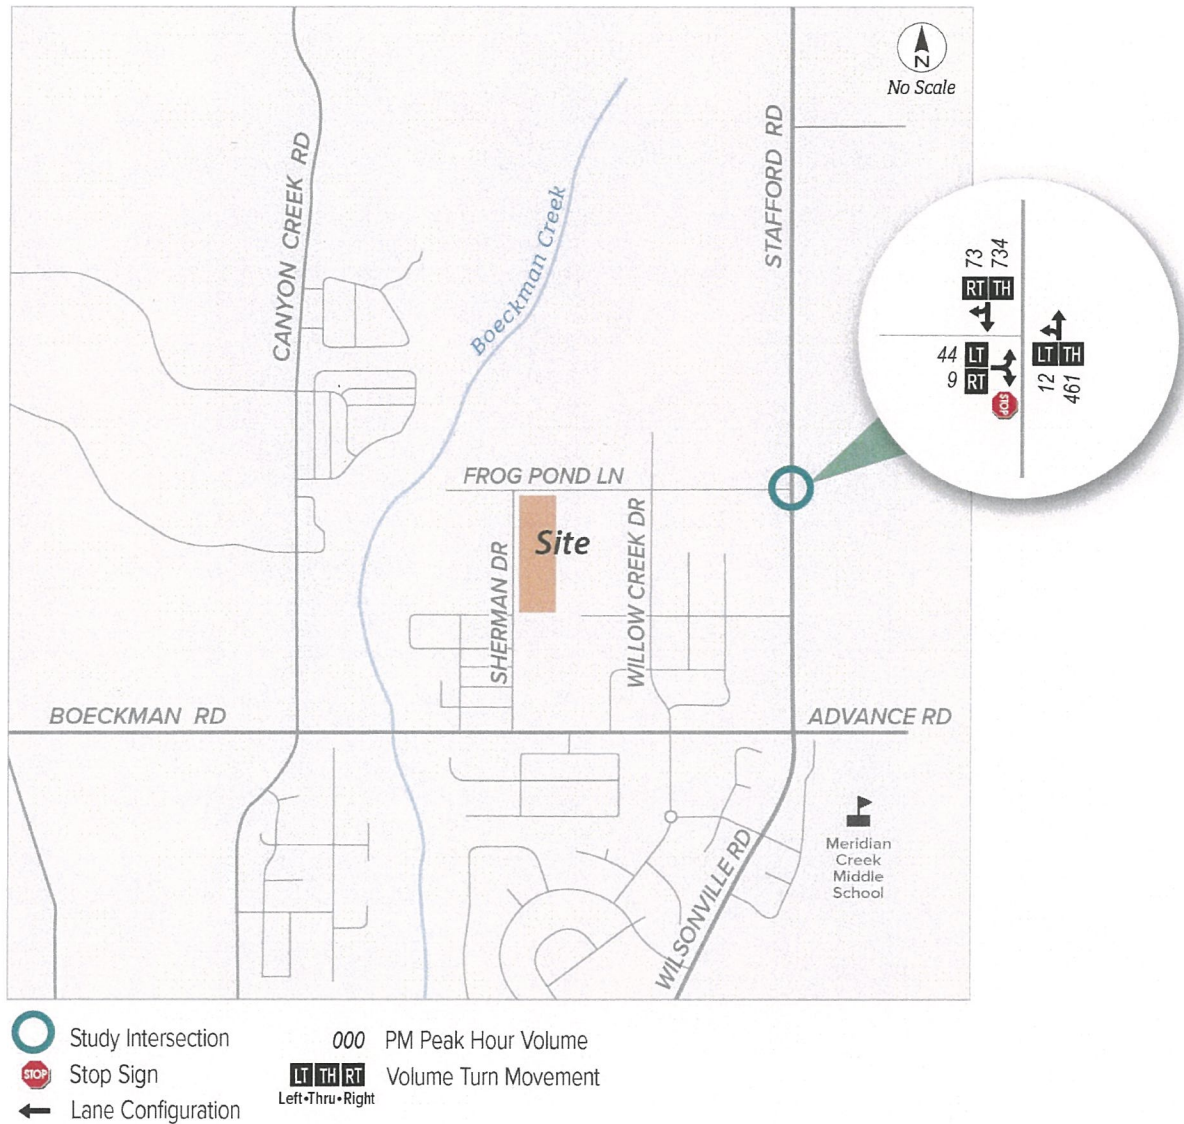 N
No Scale
CANYON CREEK RD
Boeckman Creek
STAFFORD RD
73 734
RT TH
44 LT
9 RT
STOP
LT TH
12 461
FROG POND LN
Site
SHERMAN DR
WILLOW CREEK DR
BOECKMAN RD
ADVANCE RD
WILSONVILLE RD
Meridian
Creek
Middle
School
Study Intersection
000 PM Peak Hour Volume
STOP Stop Sign
LT TH RT Volume Turn Movement
Left•Thru•Right
Lane Configuration